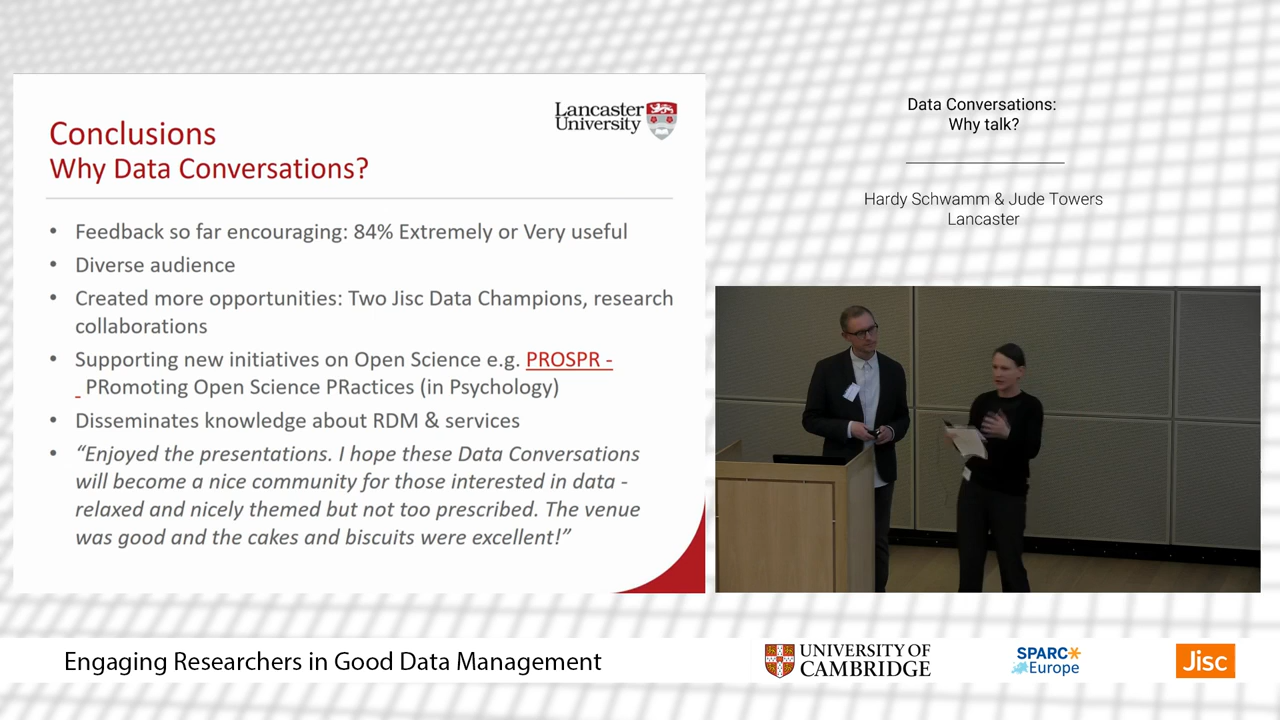 Lancaster
University
Conclusions
Why Data Conversations?
• Feedback so far encouraging: 84% Extremely or Very useful
• Diverse audience
• Created more opportunities: Two Jisc Data Champions, research
collaborations
• Supporting new initiatives on Open Science e.g. PROSPR -
- PRomoting Open Science PRactices (in Psychology)
• Disseminates knowledge about RDM & services
• “Enjoyed the presentations. I hope these Data Conversations
will become a nice community for those interested in data -
relaxed and nicely themed but not too prescribed. The venue
was good and the cakes and biscuits were excellent!”
Data Conversations:
Why talk?
Hardy Schwamm & Jude Towers
Lancaster
Engaging Researchers in Good Data Management
UNIVERSITY OF
CAMBRIDGE
SPARC
Europe
Jisc